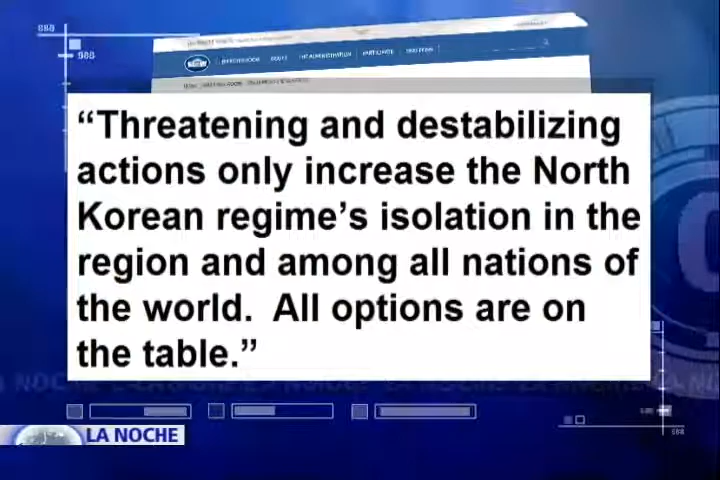 “Threatening and destabilizing
actions only increase the North
Korean regime’s isolation in the
region and among all nations of
the world.  All options are on
the table.”
LA NOCHE